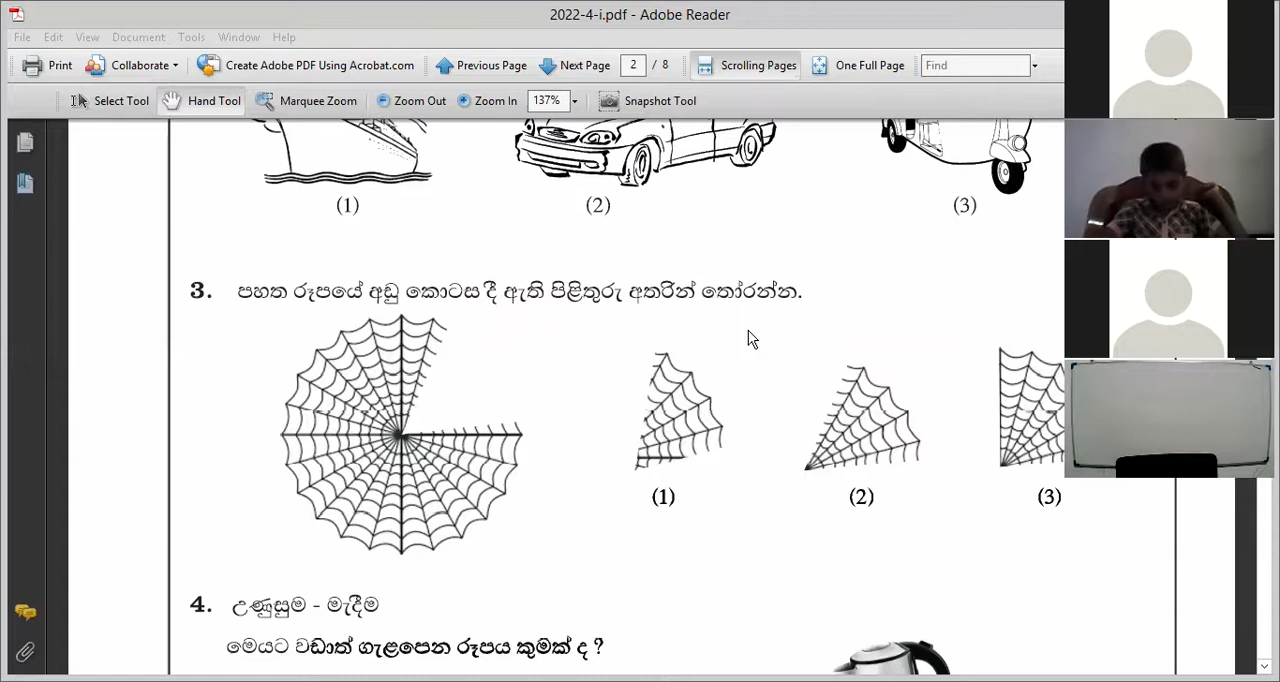 2022-4-i.pdf - Adobe Reader
File Edit View Document Tools Window Help
Print Collaborate Create Adobe PDF Using Acrobat.com Previous Page Next Page 2 / 8 Scrolling Pages One Full Page Find
Select Tool Hand Tool Marquee Zoom Zoom Out Zoom In 137% Snapshot Tool
(1) (2) (3)
3. පහත රූපයේ අඩු කොටස දී ඇති පිළිතුරු අතරින් තෝරන්න.
(1) (2) (3)
4. උණුසුම - මැදීම
මෙයට වඩාත් ගැළපෙන රූපය කුමක් ද ?